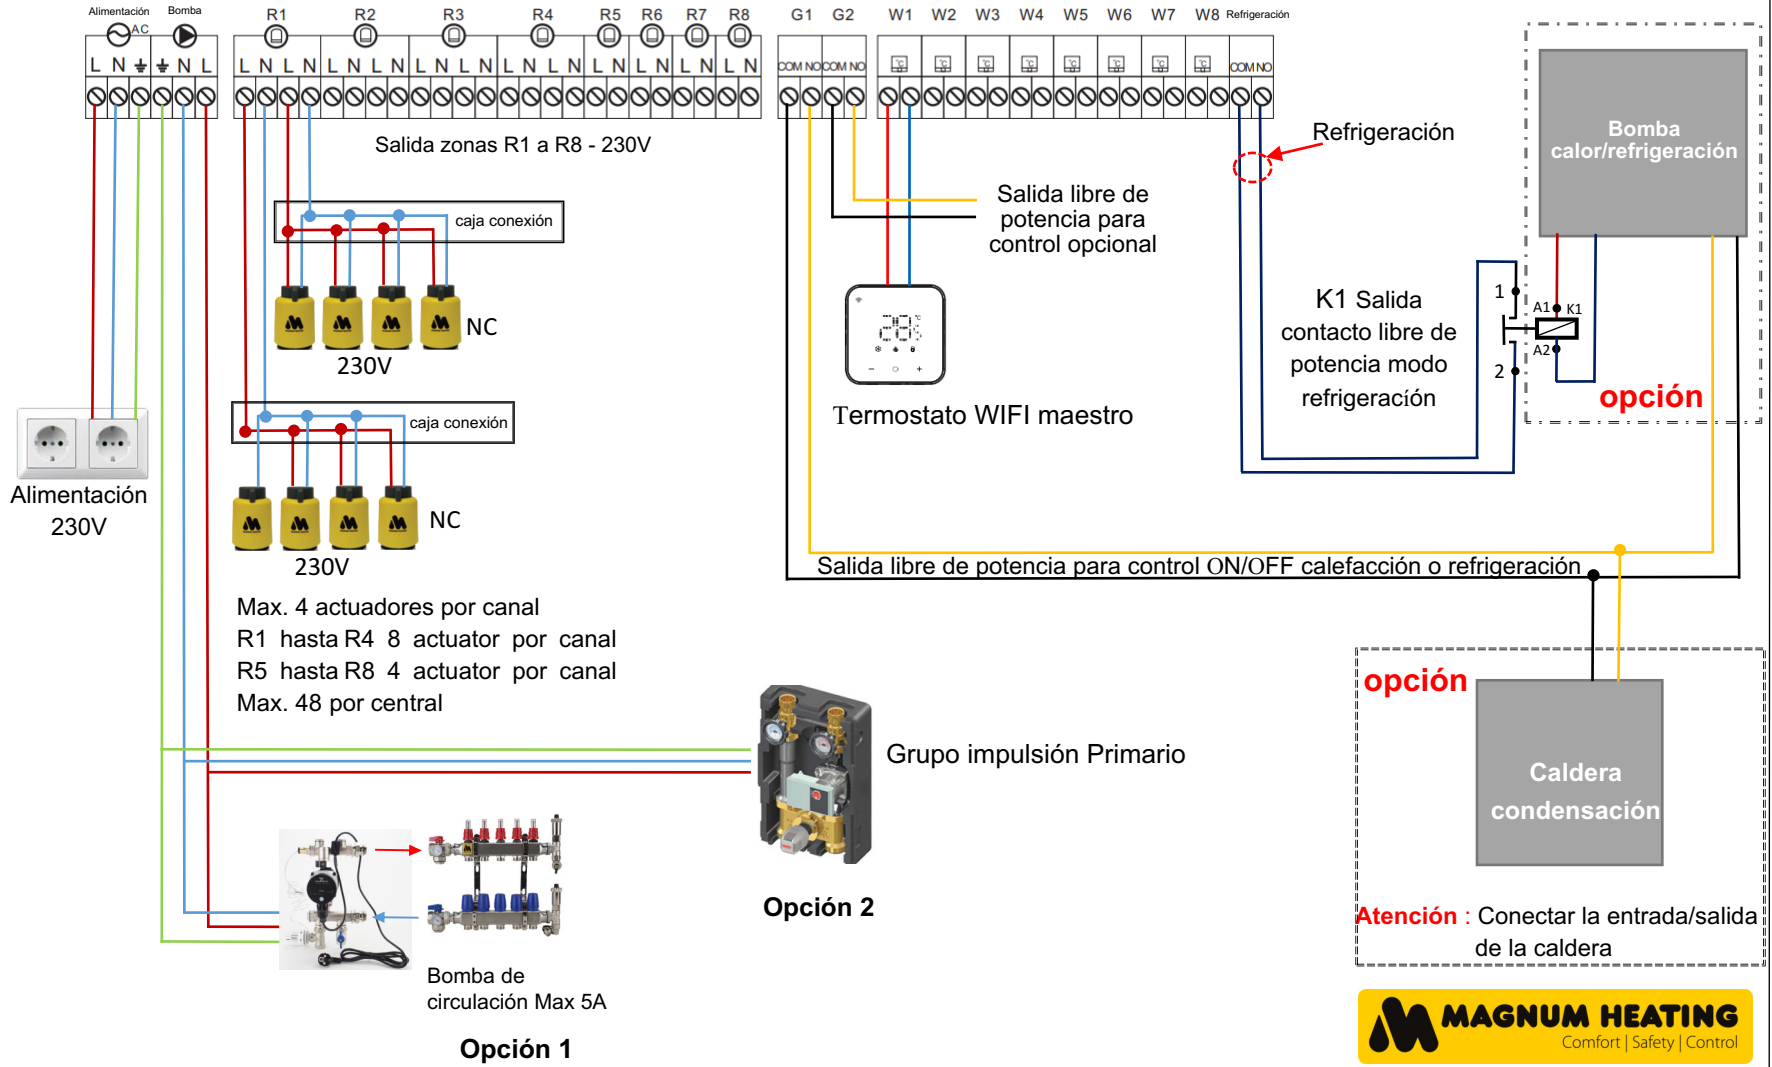 Alimentación Bomba R1 R2 R3 R4 R5 R6 R7 R8 G1 G2 W1 W2 W3 W4 W5 W6 W7 W8 Refrigeración
AC
L N N L L N L N L N L N L N L N L N L N L N L N L N L N COM NO COM NO °C °C °C °C °C °C °C °C COM NO
Salida zonas R1 a R8 - 230V
Refrigeración
Bomba
calor/refrigeración
Salida libre de
potencia para
control opcional
caja conexión
NC
230V
Termostato WIFI maestro
K1 Salida
contacto libre de
potencia modo
refrigeración
1
2
A1
K1
A2
opción
caja conexión
NC
230V
Alimentación
230V
Salida libre de potencia para control ON/OFF calefacción o refrigeración
Max. 4 actuadores por canal
R1 hasta R4 8 actuator por canal
R5 hasta R8 4 actuator por canal
Max. 48 por central
Grupo impulsión Primario
Opción 2
opción
Caldera
condensación
Atención : Conectar la entrada/salida
de la caldera
Bomba de
circulación Max 5A
Opción 1
MAGNUM HEATING
Comfort | Safety | Control